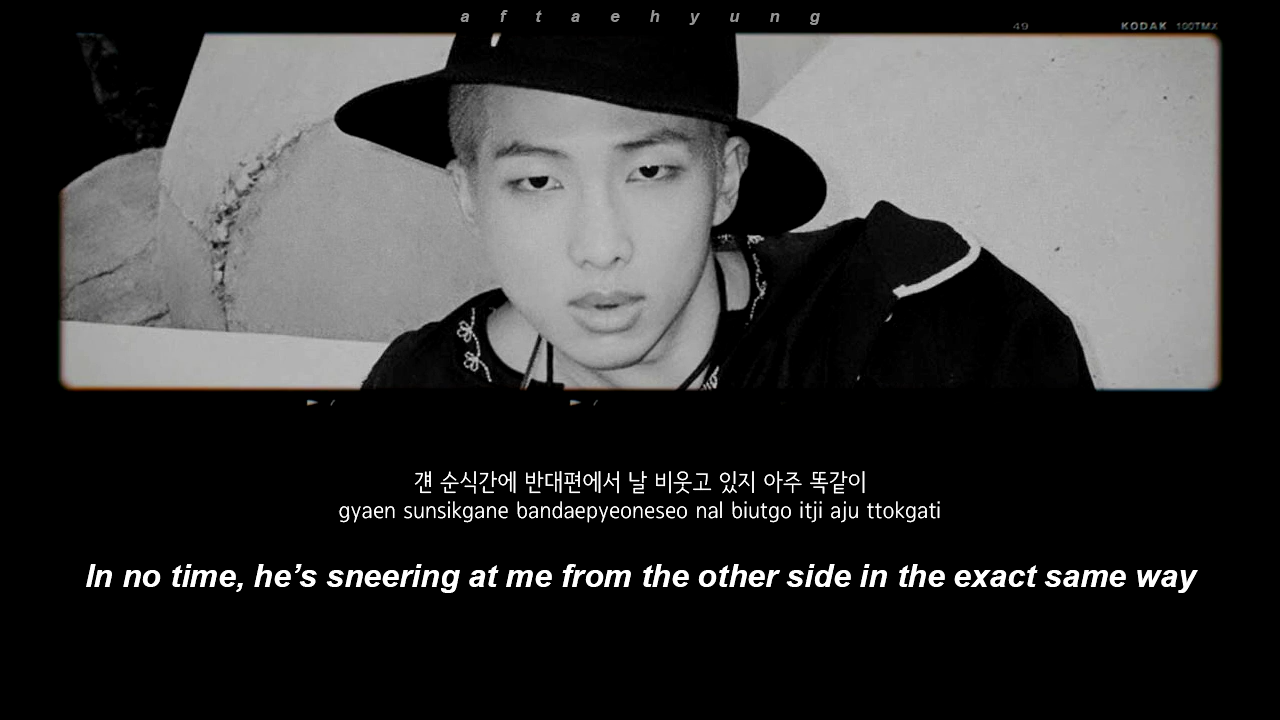 aftaehyung
49 KODAK 100TMX
걘 순식간에 반대편에서 날 비웃고 있지 아주 똑같이
gyaen sunsikgane bandaepyeoneseo nal biutgo itji aju ttokgati
In no time, he’s sneering at me from the other side in the exact same way